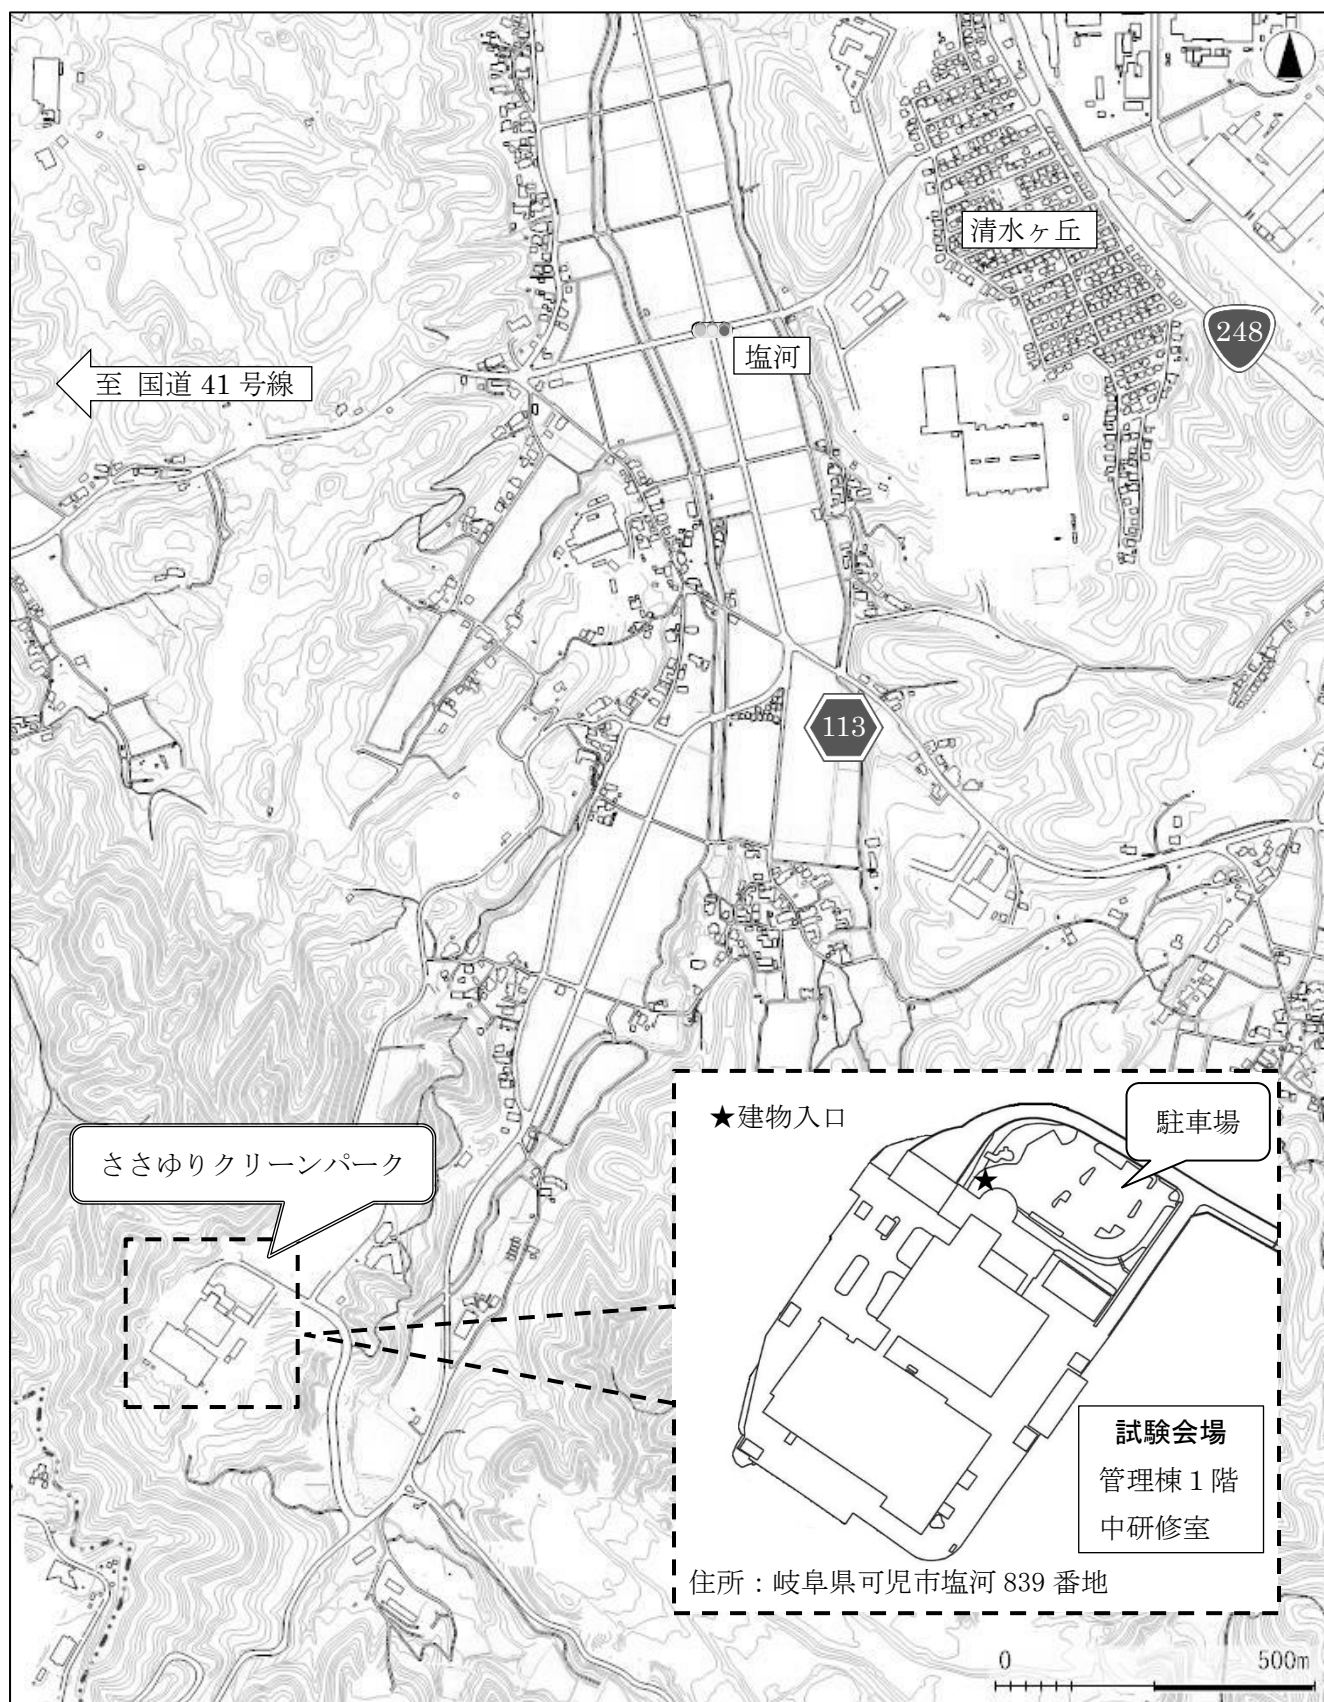 清水ヶ丘
248
塩河
至 国道 41 号線
113
★建物入口
駐車場
ささゆりクリーンパーク
試験会場
管理棟 1 階
中研修室
住所：岐阜県可児市塩河 839 番地
0 500m